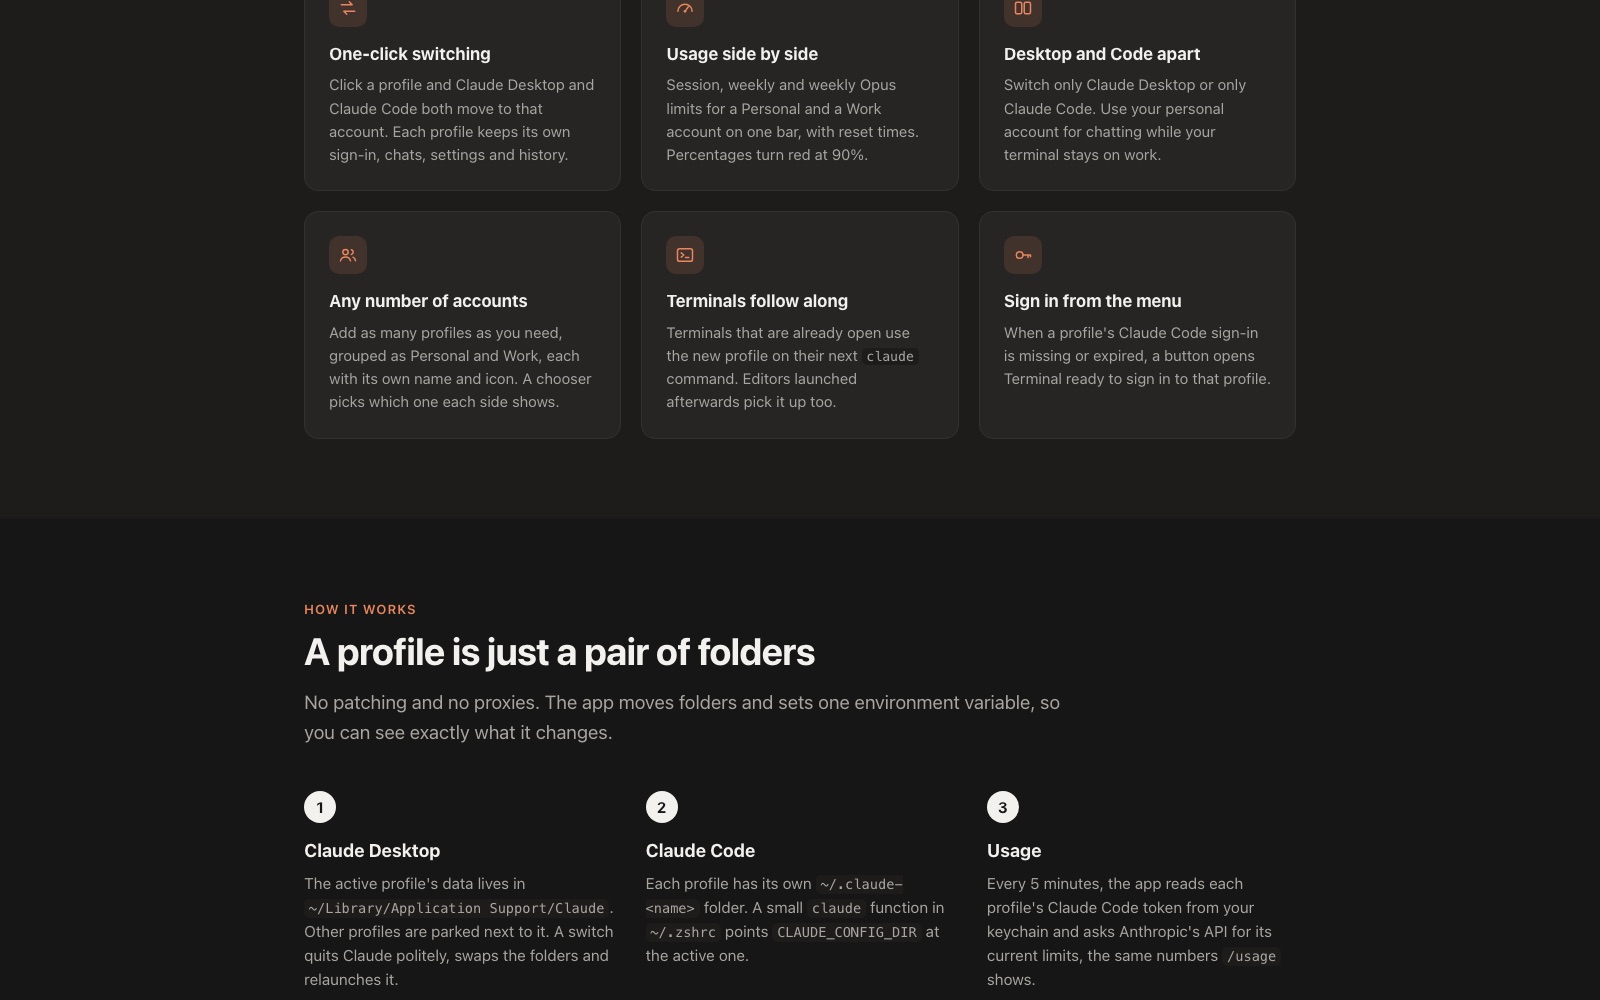 One-click switching
Click a profile and Claude Desktop and
Claude Code both move to that
account. Each profile keeps its own
sign-in, chats, settings and history.
Usage side by side
Session, weekly and weekly Opus
limits for a Personal and a Work
account on one bar, with reset times.
Percentages turn red at 90%.
Desktop and Code apart
Switch only Claude Desktop or only
Claude Code. Use your personal
account for chatting while your
terminal stays on work.
Any number of accounts
Add as many profiles as you need,
grouped as Personal and Work, each
with its own name and icon. A chooser
picks which one each side shows.
Terminals follow along
Terminals that are already open use
the new profile on their next claude
command. Editors launched
afterwards pick it up too.
Sign in from the menu
When a profile's Claude Code sign-in
is missing or expired, a button opens
Terminal ready to sign in to that profile.
HOW IT WORKS
A profile is just a pair of folders
No patching and no proxies. The app moves folders and sets one environment variable, so
you can see exactly what it changes.
1
Claude Desktop
The active profile's data lives in
~/Library/Application Support/Claude.
Other profiles are parked next to it. A switch
quits Claude politely, swaps the folders and
relaunches it.
2
Claude Code
Each profile has its own ~/.claude-
<name> folder. A small claude function in
~/.zshrc points CLAUDE_CONFIG_DIR at
the active one.
3
Usage
Every 5 minutes, the app reads each
profile's Claude Code token from your
keychain and asks Anthropic's API for its
current limits, the same numbers /usage
shows.